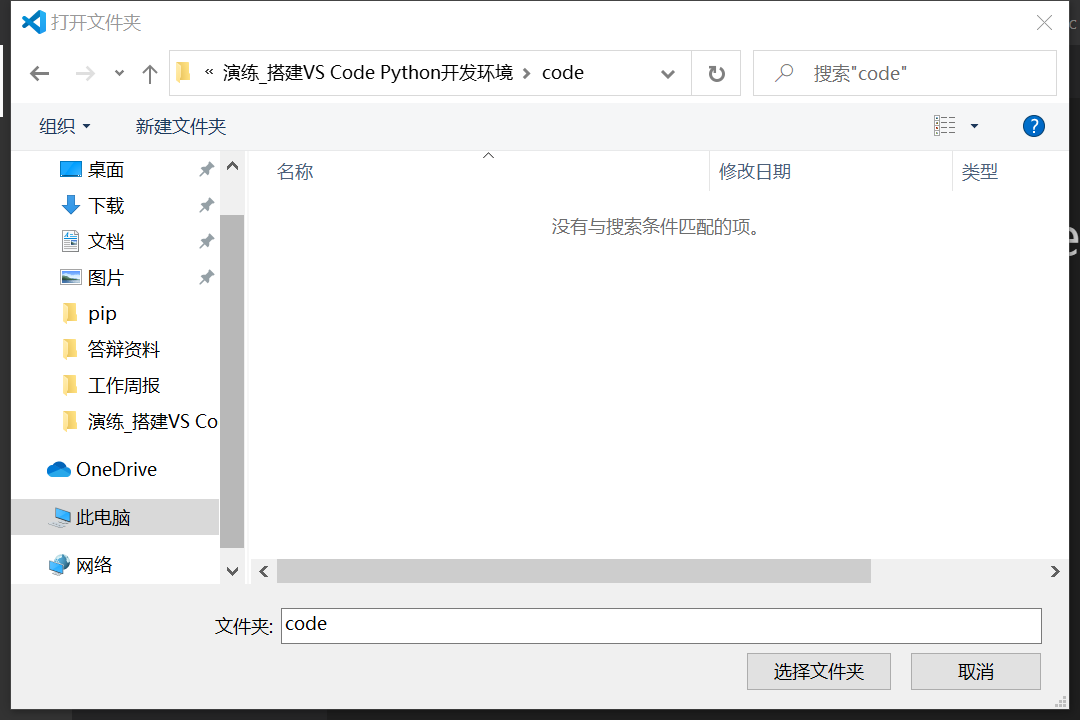 打开文件夹
« 演练_搭建VS Code Python开发环境 › code
搜索"code"
组织
新建文件夹
?
桌面
下载
文档
图片
pip
答辩资料
工作周报
演练_搭建VS Co
OneDrive
此电脑
网络
名称
修改日期
类型
没有与搜索条件匹配的项。
文件夹: code
选择文件夹
取消